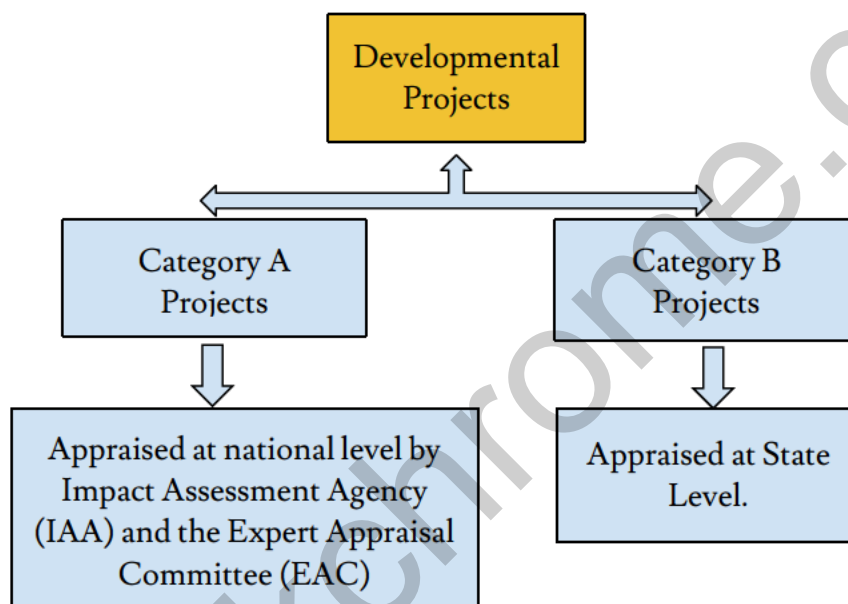 Developmental
Projects
Category A
Projects
Category B
Projects
Appraised at national level by
Impact Assessment Agency
(IAA) and the Expert Appraisal
Committee (EAC)
Appraised at State
Level.